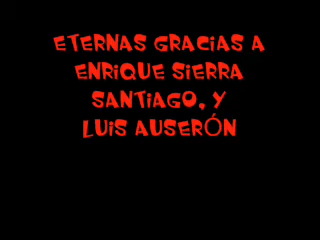 ETERNAS GRACIAS A
ENRIQUE SIERRA
SANTIAGO, Y
LUIS AUSERÓN